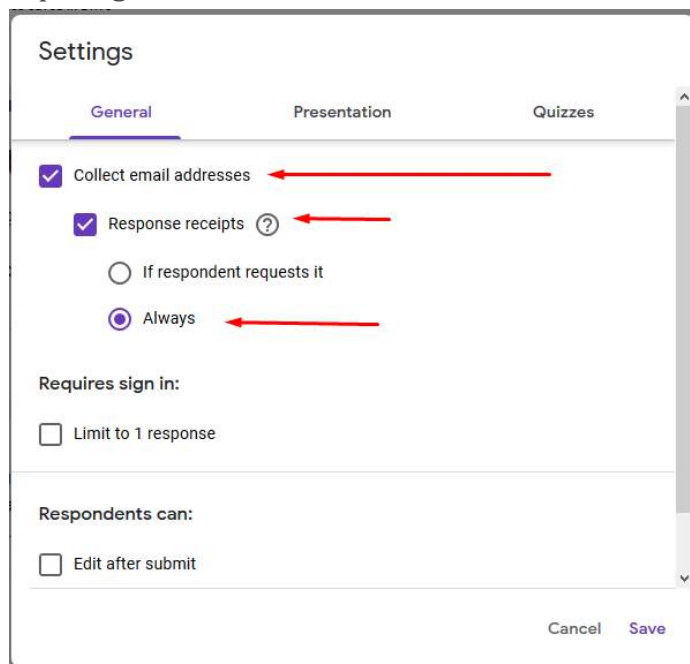 Settings
General Presentation Quizzes
Collect email addresses
Response receipts ?
If respondent requests it
Always
Requires sign in:
Limit to 1 response
Respondents can:
Edit after submit
Cancel Save